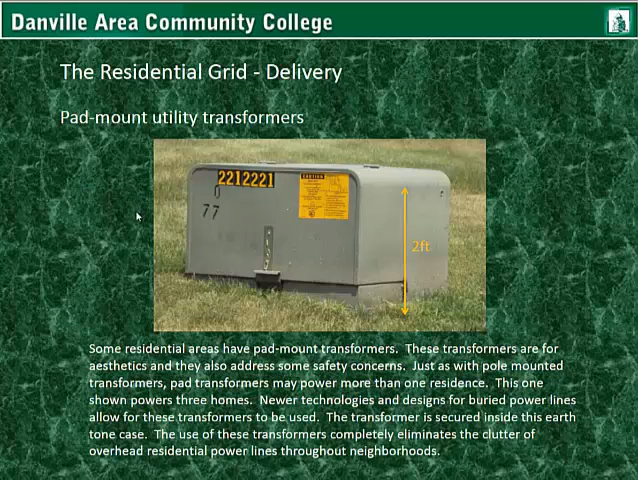 Danville Area Community College
The Residential Grid - Delivery
Pad-mount utility transformers
2212221
CAUTION
77
2ft
Some residential areas have pad-mount transformers. These transformers are for
aesthetics and they also address some safety concerns. Just as with pole mounted
transformers, pad transformers may power more than one residence. This one
shown powers three homes. Newer technologies and designs for buried power lines
allow for these transformers to be used. The transformer is secured inside this earth
tone case. The use of these transformers completely eliminates the clutter of
overhead residential power lines throughout neighborhoods.